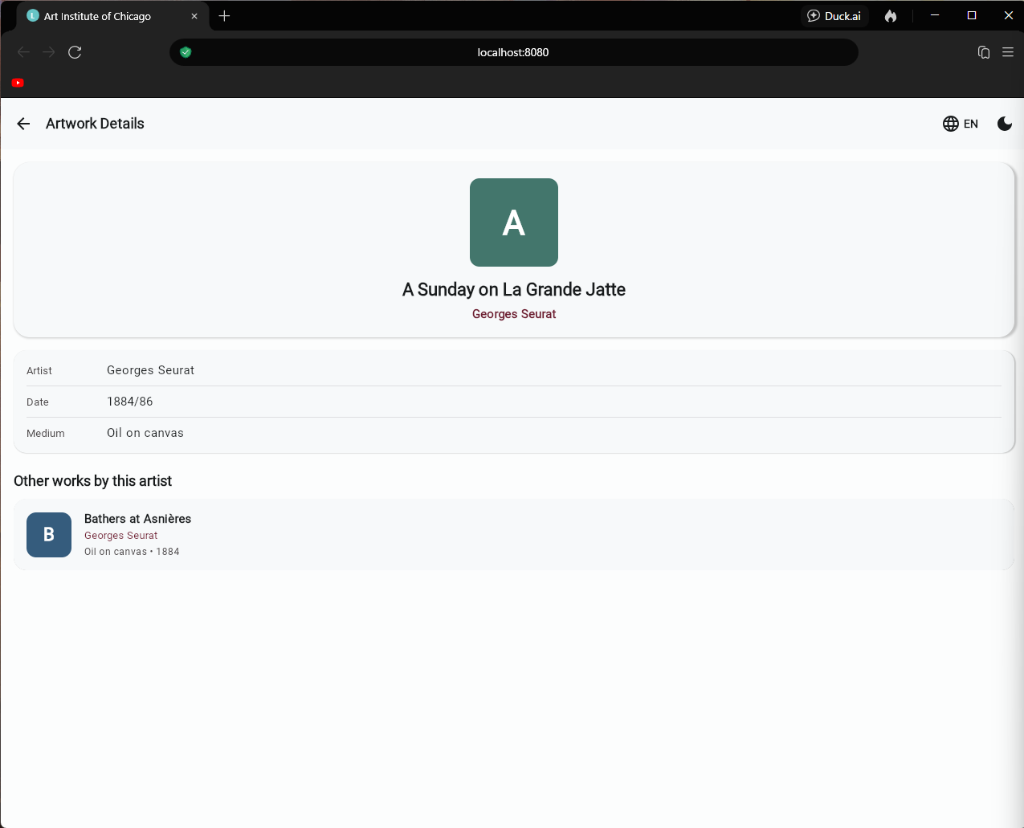 Art Institute of Chicago
Duck.ai
localhost:8080
Artwork Details
EN
A
A Sunday on La Grande Jatte
Georges Seurat
Artist Georges Seurat
Date 1884/86
Medium Oil on canvas
Other works by this artist
B
Bathers at Asnières
Georges Seurat
Oil on canvas • 1884